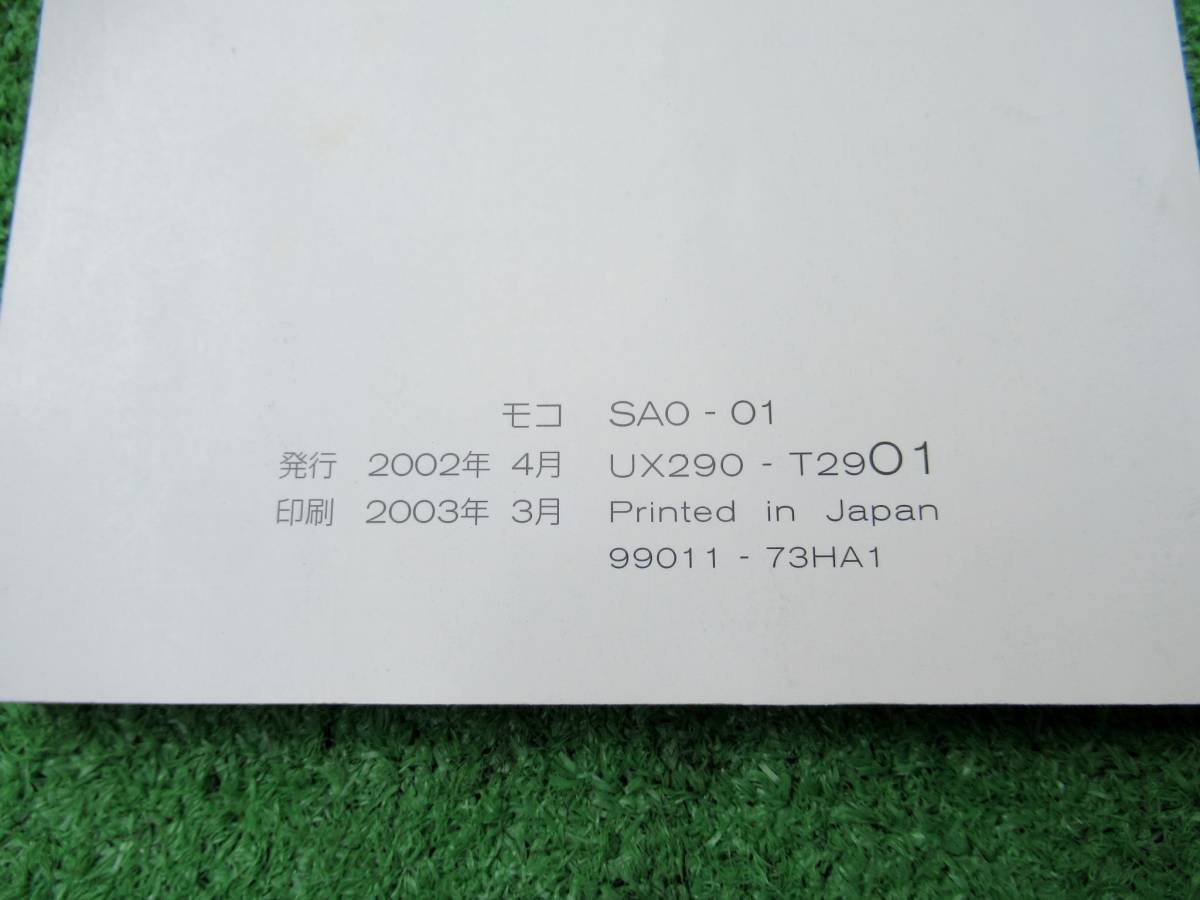 モコ SA0 - 01
発行 2002年 4月 UX290 - T2901
印刷 2003年 3月 Printed in Japan
99011 - 73HA1